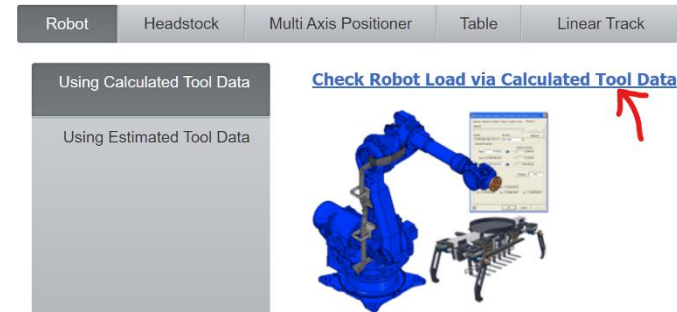 Robot
Headstock
Multi Axis Positioner
Table
Linear Track
Using Calculated Tool Data
Check Robot Load via Calculated Tool Data
Using Estimated Tool Data